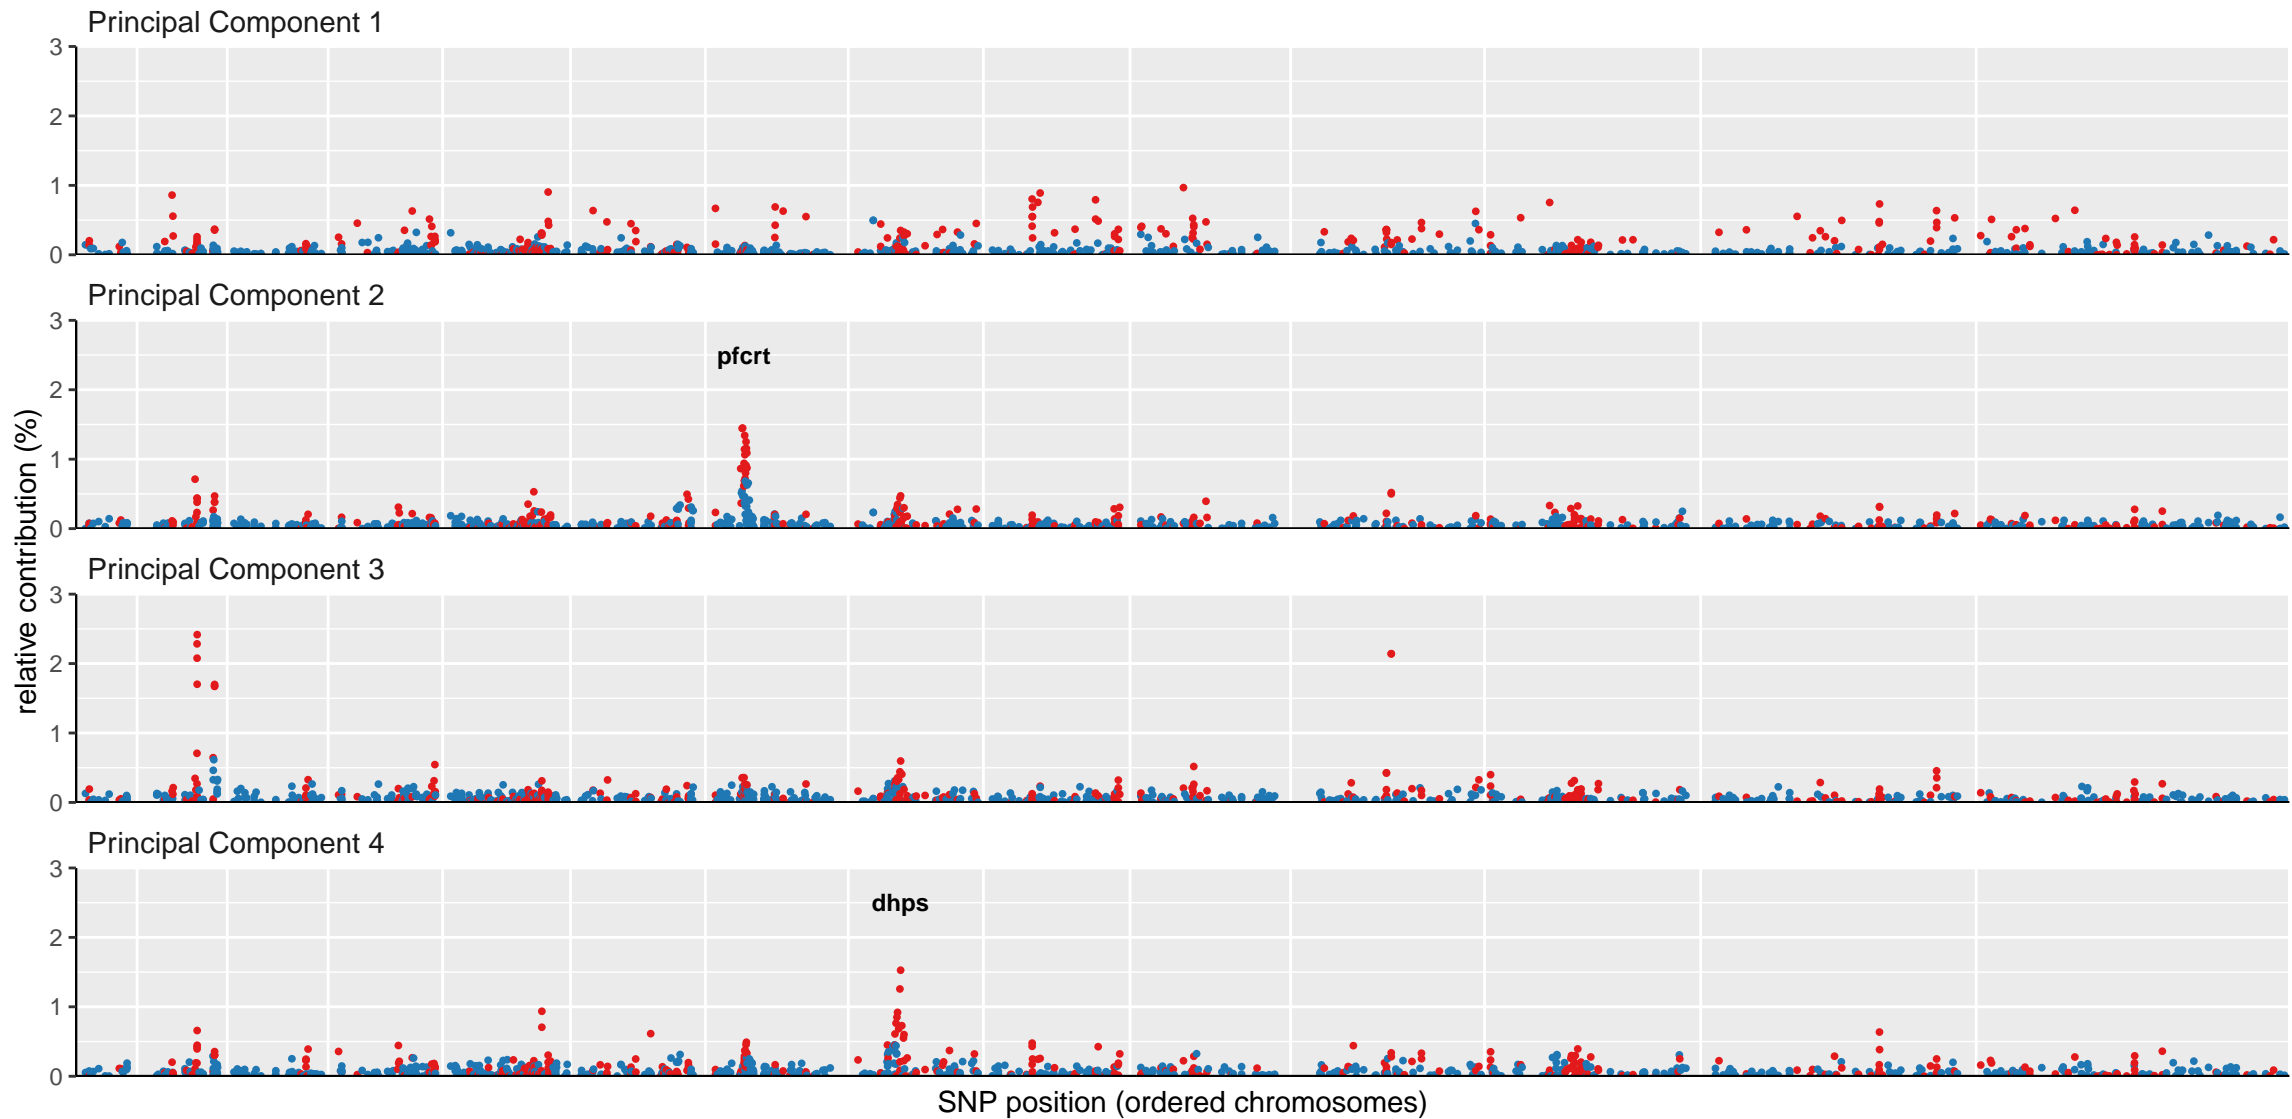 Principal Component 1
3
2
1
0
Principal Component 2
3
pfcrt
2
1
0
relative contribution (%)
Principal Component 3
3
2
1
0
Principal Component 4
3
dhps
2
1
0
SNP position (ordered chromosomes)